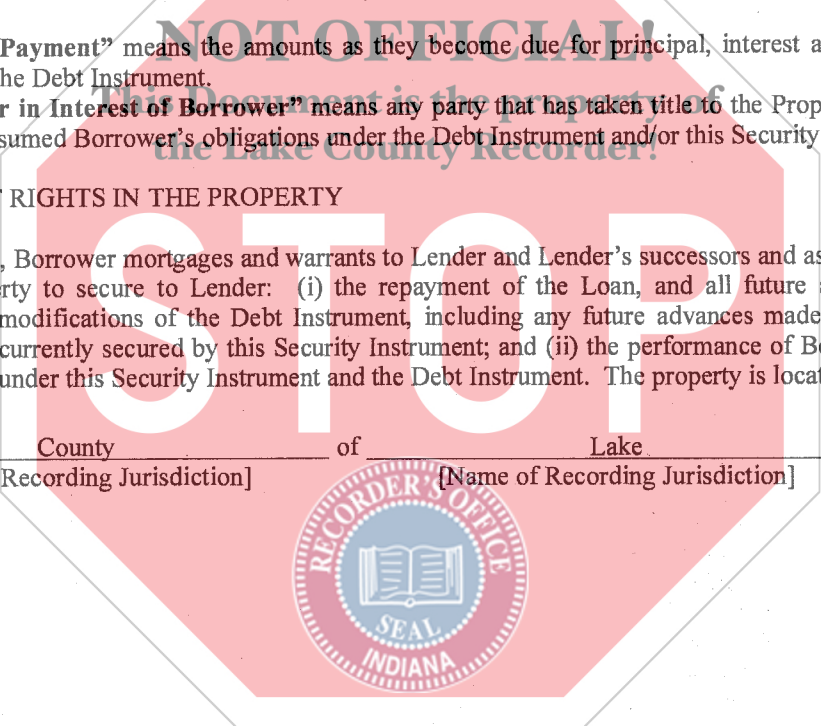 NOT OFFICIAL!
Payment” means the amounts as they become due for principal, interest a
he Debt Instrument.
This Document is the property of
r in Interest of Borrower” means any party that has taken title to the Prop
sumed Borrower’s obligations under the Debt Instrument and/or this Security
the Lake County Recorder!
RIGHTS IN THE PROPERTY
STOP
, Borrower mortgages and warrants to Lender and Lender’s successors and as
rty to secure to Lender: (i) the repayment of the Loan, and all future
modifications of the Debt Instrument, including any future advances made
currently secured by this Security Instrument; and (ii) the performance of B
under this Security Instrument and the Debt Instrument. The property is locat
County of Lake
Recording Jurisdiction] [Name of Recording Jurisdiction]
RECORDER'S OFFICE
SEAL
INDIANA